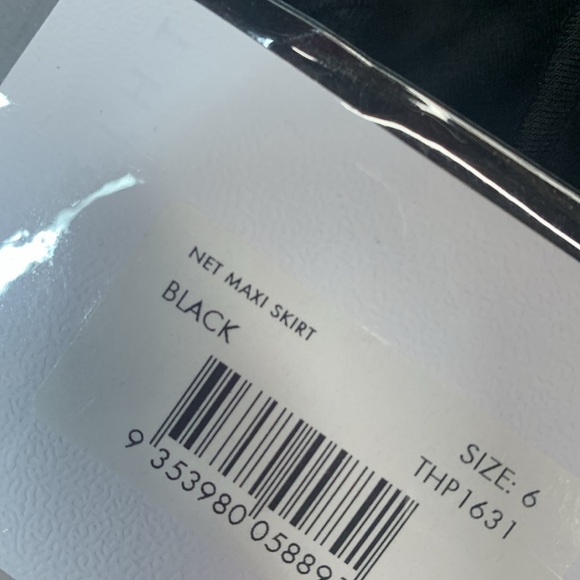 NET MAXI SKIRT
BLACK
SIZE: 6
THP1631
9 353980 05889